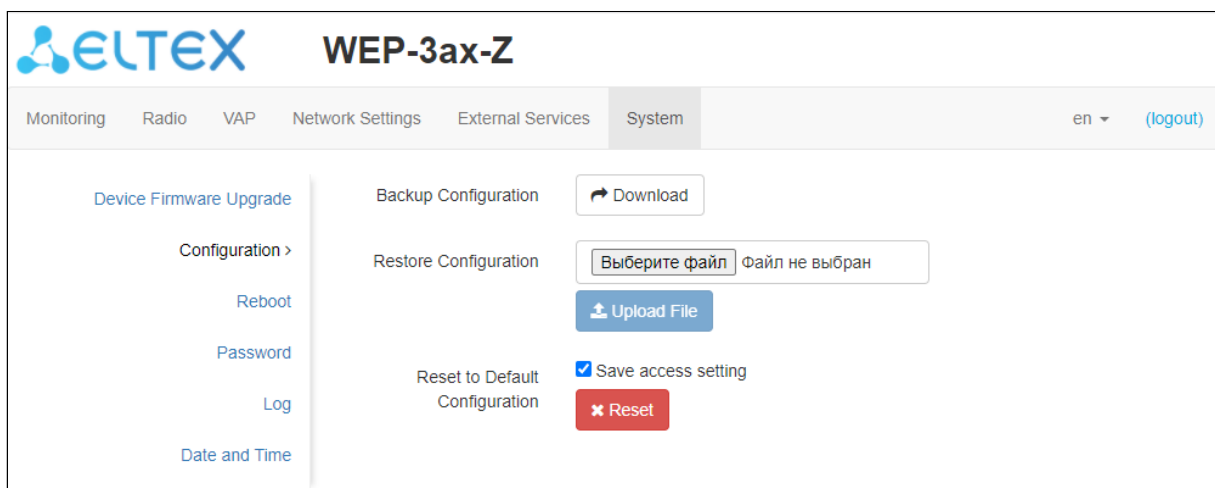 ELTEX WEP-3ax-Z
Monitoring Radio VAP Network Settings External Services System en (logout)
Device Firmware Upgrade
Configuration >
Reboot
Password
Log
Date and Time
Backup Configuration Download
Restore Configuration Выберите файл Файл не выбран
Upload File
Reset to Default
Configuration
Save access setting
Reset